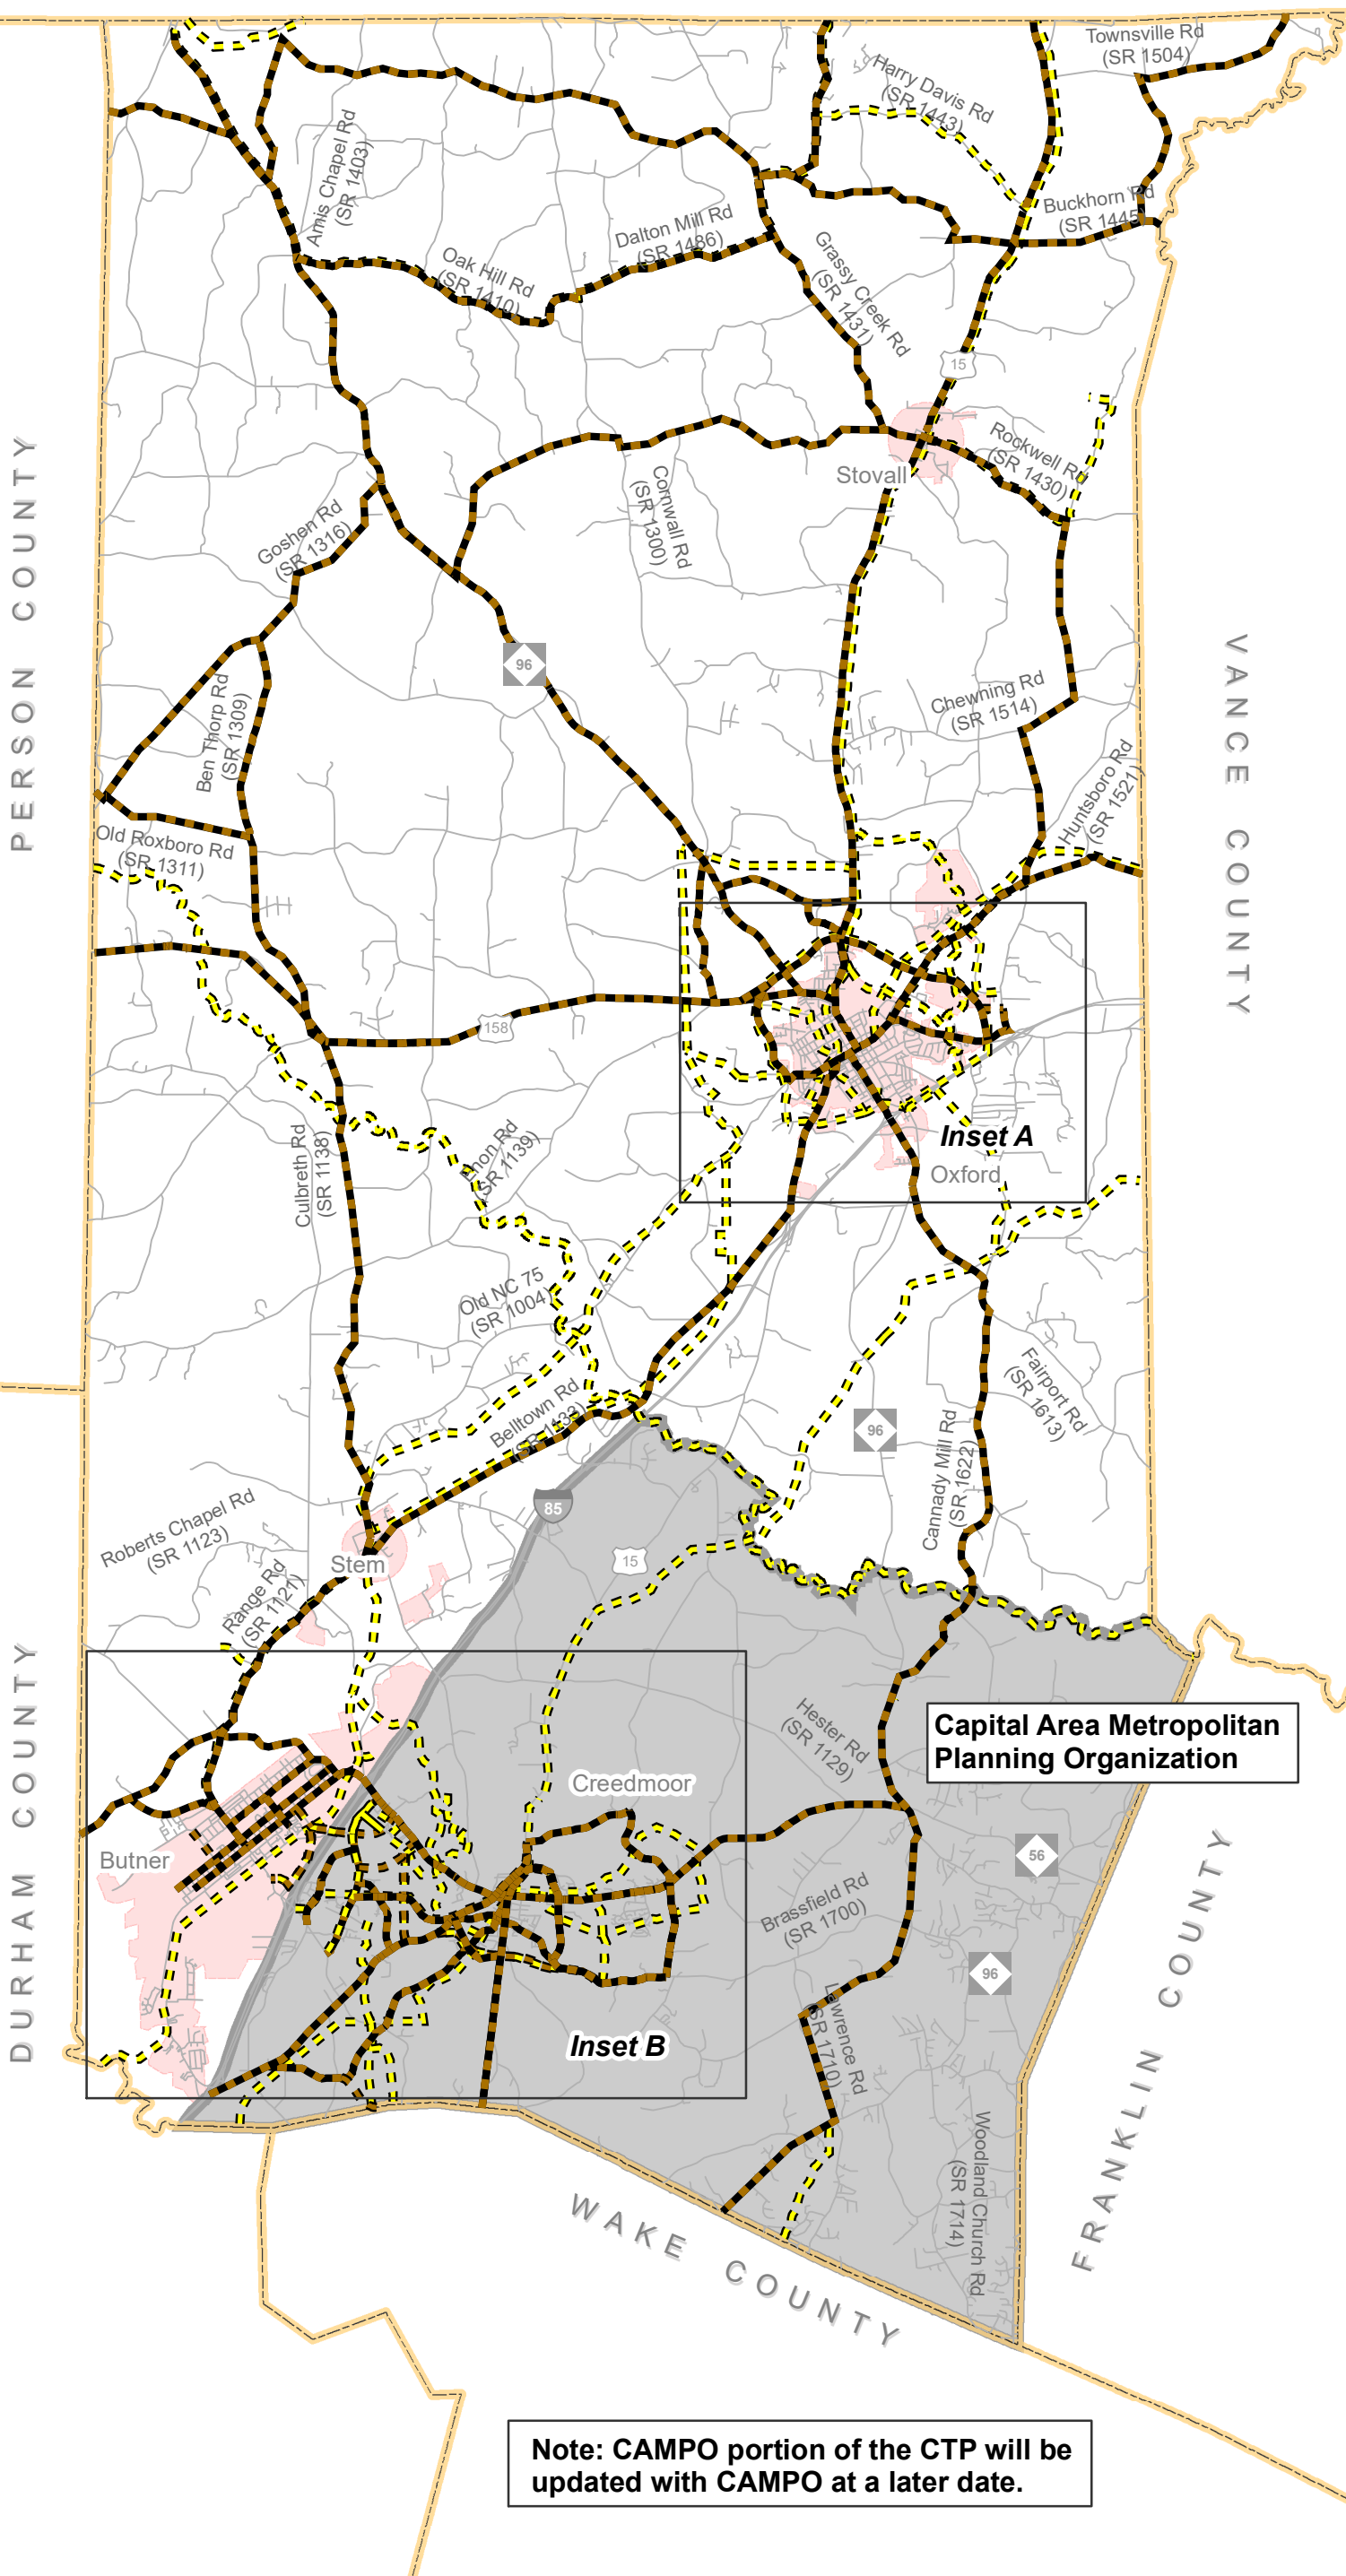 Townsville Rd
(SR 1504)
Harry Davis Rd
(SR 1443)
Amis Chapel Rd
(SR 1403)
Buckhorn Rd
(SR 1445)
Dalton Mill Rd
(SR 1486)
Oak Hill Rd
(SR 1410)
Grassy Creek Rd
(SR 1431)
15
Rockwell Rd
(SR 1430)
Stovall
PERSON COUNTY
Cornwall Rd
(SR 1300)
Goshen Rd
(SR 1316)
96
VANCE COUNTY
Ben Thorp Rd
(SR 1309)
Chewning Rd
(SR 1514)
Huntsboro Rd
(SR 1521)
Old Roxboro Rd
(SR 1311)
158
Inset A
Oxford
Enon Rd
(SR 1139)
Culbreth Rd
(SR 1138)
Old NC 75
(SR 1004)
Fairport Rd
(SR 1613)
Belltown Rd
(SR 1133)
96
Cannady Mill Rd
(SR 1622)
85
Roberts Chapel Rd
(SR 1123)
15
Stem
Range Rd
(SR 1121)
DURHAM COUNTY
Hester Rd
(SR 1129)
Capital Area Metropolitan
Planning Organization
Creedmoor
56
Butner
Brassfield Rd
(SR 1700)
96
FRANKLIN COUNTY
Lawrence Rd
(SR 1710)
Inset B
Woodland Church Rd
(SR 1714)
WAKE COUNTY
Note: CAMPO portion of the CTP will be
updated with CAMPO at a later date.